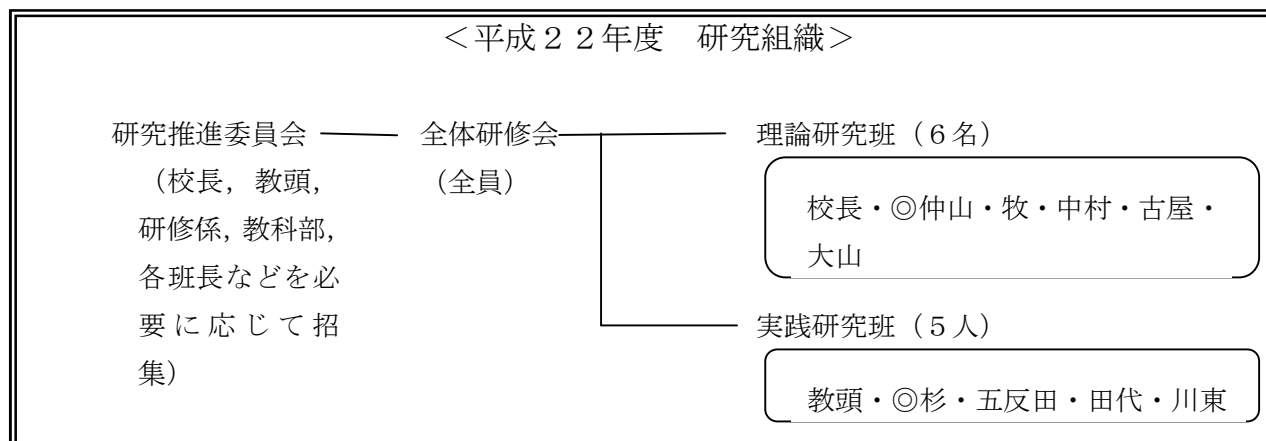 ＜平成２２年度　研究組織＞
研究推進委員会
（校長，教頭，
研修係，教科部，
各班長などを必
要に応じて招
集）
全体研修会
（全員）
理論研究班（６名）
校長・◎仲山・牧・中村・古屋・
大山
実践研究班（５人）
教頭・◎杉・五反田・田代・川東